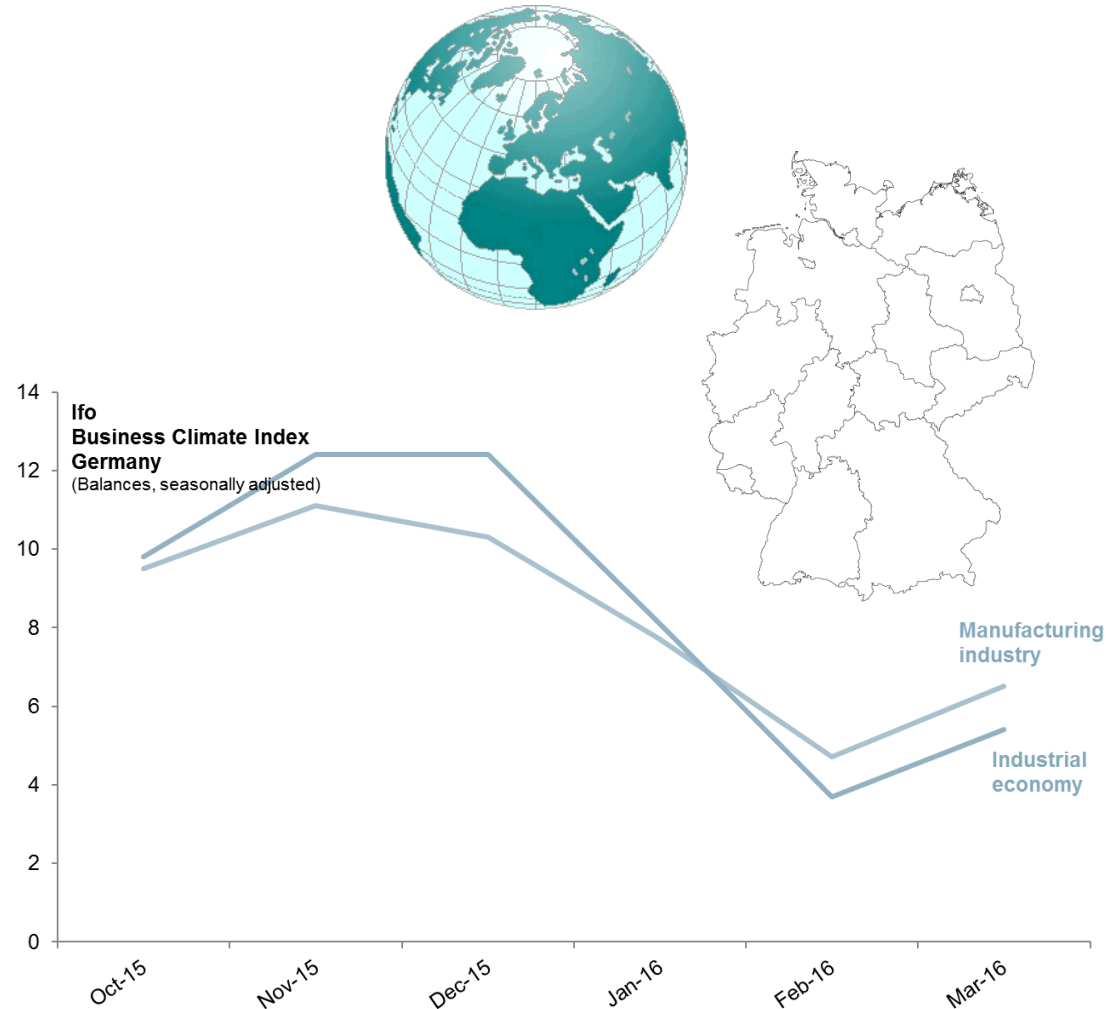 14
Ifo
Business Climate Index
Germany
(Balances, seasonally adjusted)
12
10
8
6
4
2
0
Manufacturing
industry
Industrial
economy
Oct-15
Nov-15
Dec-15
Jan-16
Feb-16
Mar-16